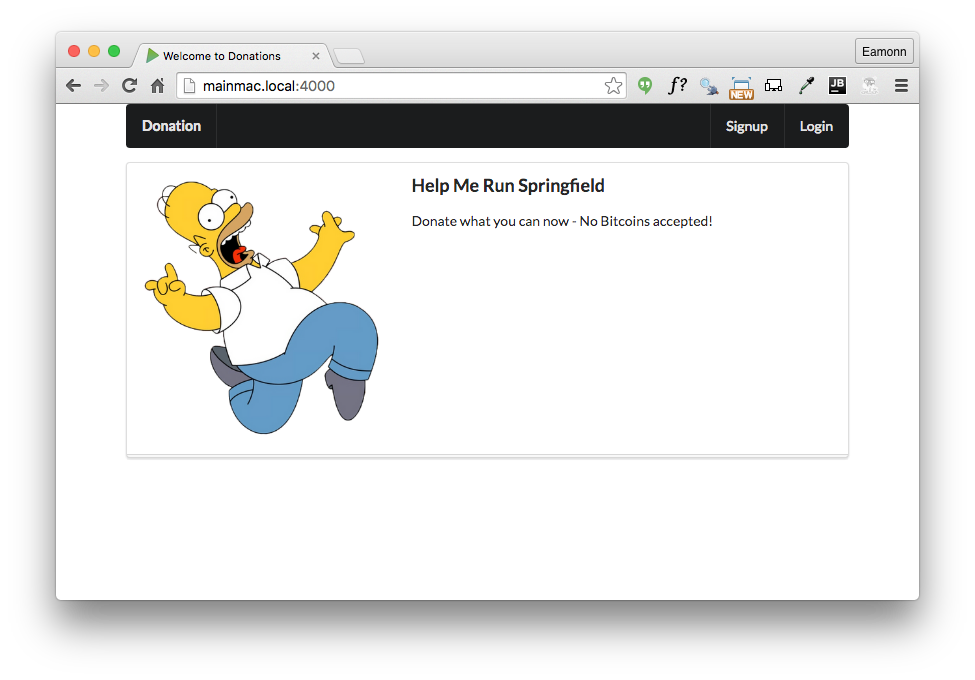 Welcome to Donations
Eamonn
mainmac.local:4000
f?
NEW
JB
Donation
Signup
Login
Help Me Run Springfield
Donate what you can now - No Bitcoins accepted!